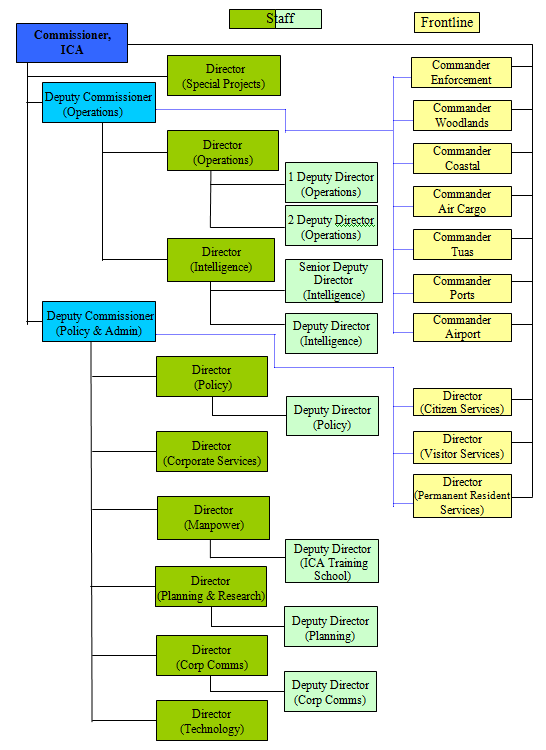 Staff
Frontline
Commissioner,
ICA
Director
(Special Projects)
Deputy Commissioner
(Operations)
Director
(Operations)
1 Deputy Director
(Operations)
2 Deputy Director
(Operations)
Director
(Intelligence)
Senior Deputy
Director
(Intelligence)
Deputy Director
(Intelligence)
Deputy Commissioner
(Policy & Admin)
Director
(Policy)
Deputy Director
(Policy)
Director
(Corporate Services)
Director
(Manpower)
Deputy Director
(ICA Training
School)
Director
(Planning & Research)
Deputy Director
(Planning)
Director
(Corp Comms)
Deputy Director
(Corp Comms)
Director
(Technology)
Commander
Enforcement
Commander
Woodlands
Commander
Coastal
Commander
Air Cargo
Commander
Tuas
Commander
Ports
Commander
Airport
Director
(Citizen Services)
Director
(Visitor Services)
Director
(Permanent Resident
Services)